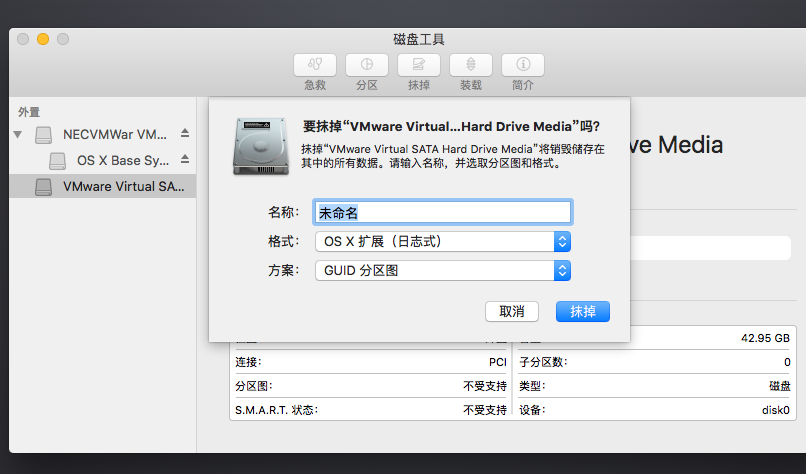 磁盘工具
急救
分区
抹掉
装载
简介
外置
NECVMWar VM...
OS X Base Sy...
VMware Virtual SA...
ve Media
要抹掉“VMware Virtual...Hard Drive Media”吗?
抹掉“VMware Virtual SATA Hard Drive Media”将销毁储存在
其中的所有数据。请输入名称，并选取分区图和格式。
名称：
未命名
格式：
OS X 扩展（日志式）
方案：
GUID 分区图
取消
抹掉
42.95 GB
连接：
PCI
子分区数：
0
分区图：
不受支持
类型：
磁盘
S.M.A.R.T. 状态：
不受支持
设备：
disk0